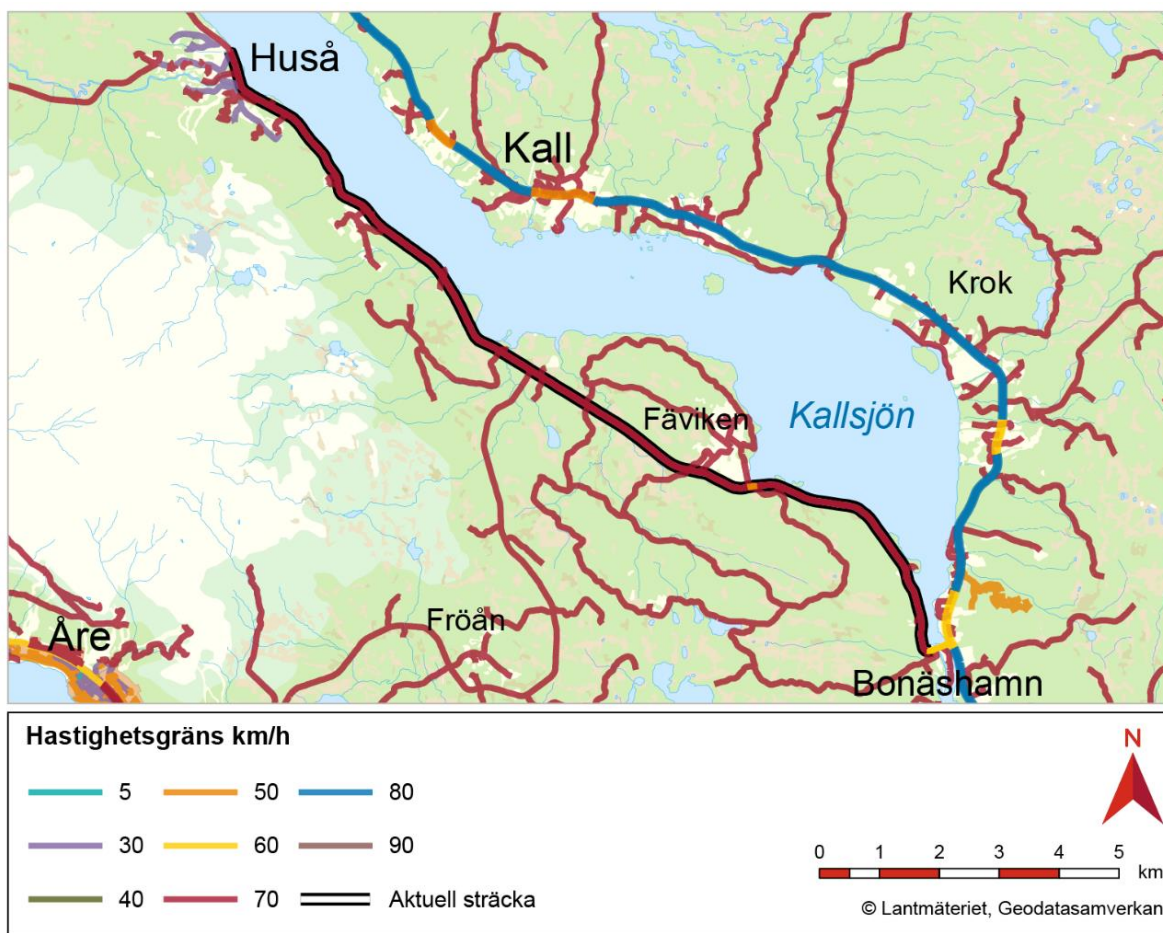 Huså
Kall
Krok
Kallsjön
Fäviken
Fröån
Åre
Bonäshamn
Hastighetsgräns km/h
N
5 50 80
30 60 90
40 70 Aktuell sträcka
0 1 2 3 4 5
km
© Lantmäteriet, Geodatasamverkan